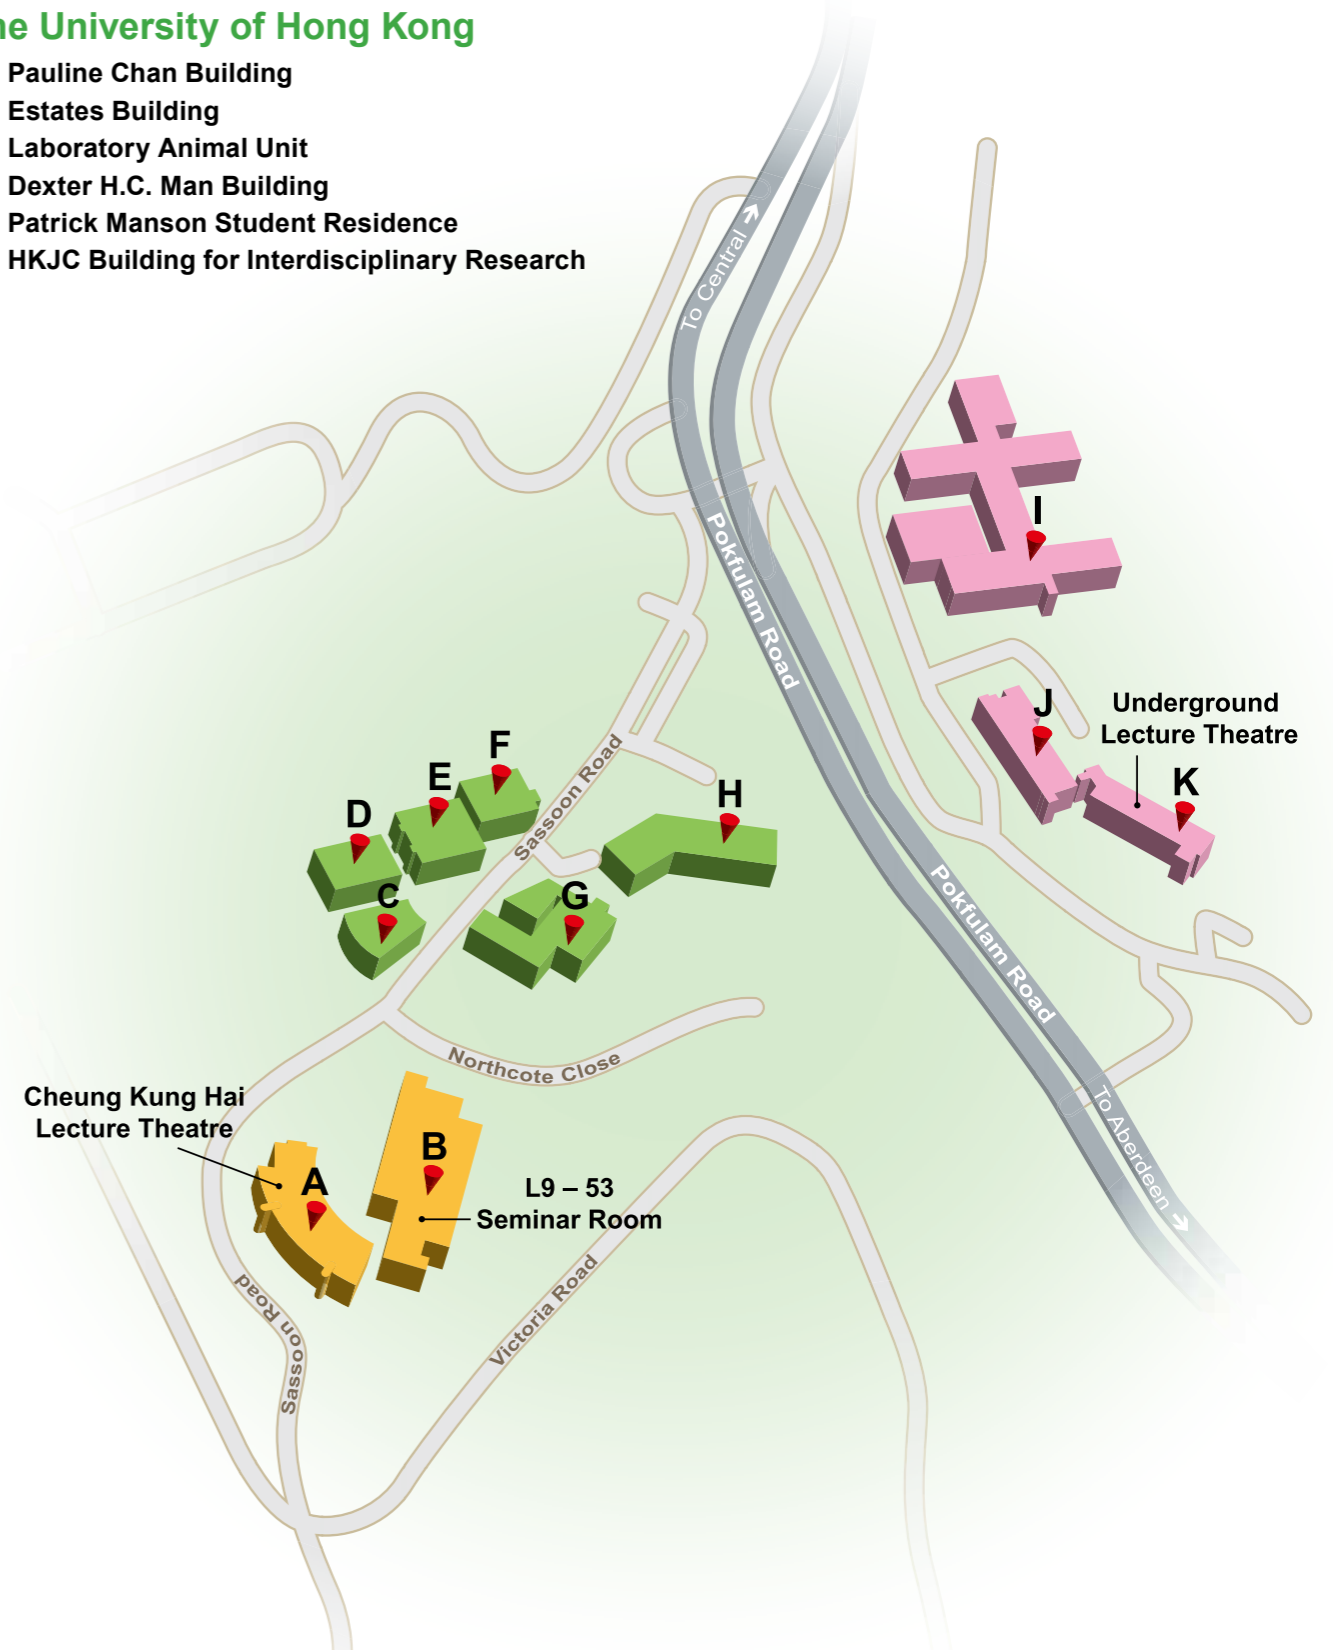 he University of Hong Kong
Pauline Chan Building
Estates Building
Laboratory Animal Unit
Dexter H.C. Man Building
Patrick Manson Student Residence
HKJC Building for Interdisciplinary Research
To Central
I
Pokfulam Road
J
Underground
Lecture Theatre
K
F
E
D
C
Sassoon Road
H
G
Pokfulam Road
Northcote Close
Cheung Kung Hai
Lecture Theatre
A
B
L9 – 53
Seminar Room
To Aberdeen
Sassoon Road
Victoria Road